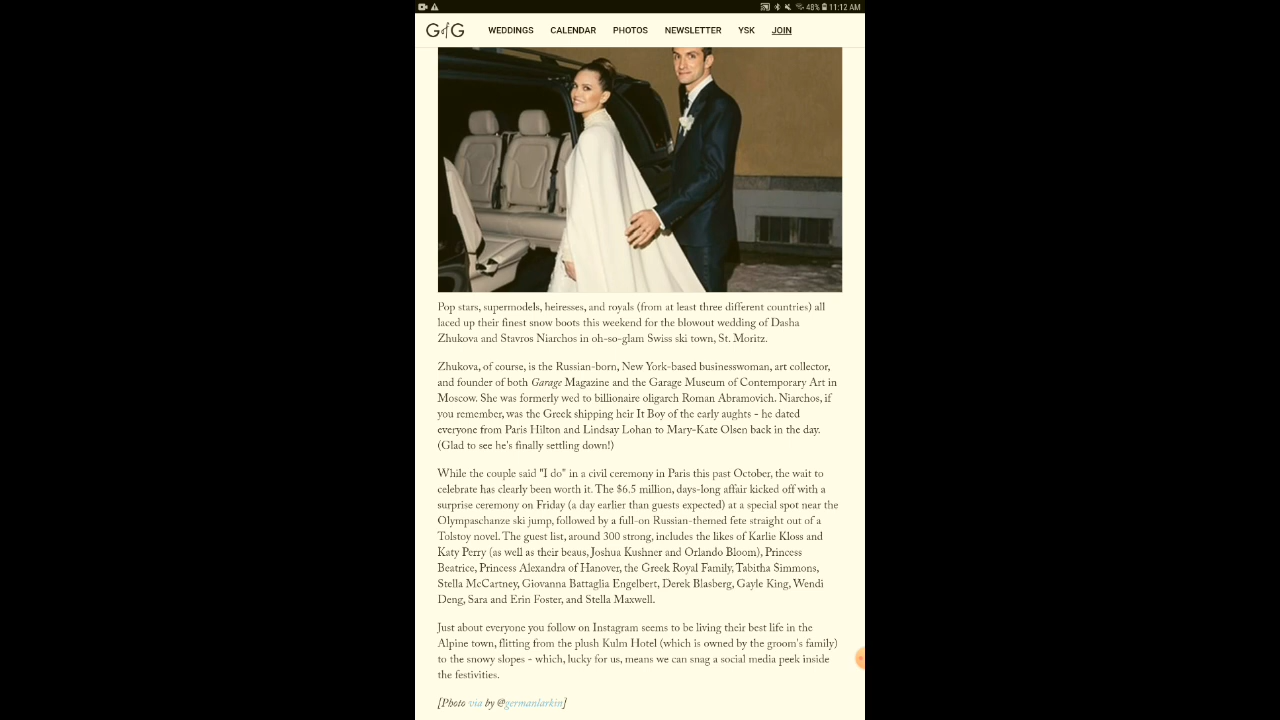 48% 11:12 AM
GofG WEDDINGS CALENDAR PHOTOS NEWSLETTER YSK JOIN
Pop stars, supermodels, heiresses, and royals (from at least three different countries) all
laced up their finest snow boots this weekend for the blowout wedding of Dasha
Zhukova and Stavros Niarchos in oh-so-glam Swiss ski town, St. Moritz.
Zhukova, of course, is the Russian-born, New York-based businesswoman, art collector,
and founder of both Garage Magazine and the Garage Museum of Contemporary Art in
Moscow. She was formerly wed to billionaire oligarch Roman Abramovich. Niarchos, if
you remember, was the Greek shipping heir It Boy of the early aughts - he dated
everyone from Paris Hilton and Lindsay Lohan to Mary-Kate Olsen back in the day.
(Glad to see he's finally settling down!)
While the couple said "I do" in a civil ceremony in Paris this past October, the wait to
celebrate has clearly been worth it. The $6.5 million, days-long affair kicked off with a
surprise ceremony on Friday (a day earlier than guests expected) at a special spot near the
Olympaschanze ski jump, followed by a full-on Russian-themed fete straight out of a
Tolstoy novel. The guest list, around 300 strong, includes the likes of Karlie Kloss and
Katy Perry (as well as their beaus, Joshua Kushner and Orlando Bloom), Princess
Beatrice, Princess Alexandra of Hanover, the Greek Royal Family, Tabitha Simmons,
Stella McCartney, Giovanna Battaglia Engelbert, Derek Blasberg, Gayle King, Wendi
Deng, Sara and Erin Foster, and Stella Maxwell.
Just about everyone you follow on Instagram seems to be living their best life in the
Alpine town, flitting from the plush Kulm Hotel (which is owned by the groom's family)
to the snowy slopes - which, lucky for us, means we can snag a social media peek inside
the festivities.
[Photo via by @germanlarkin]